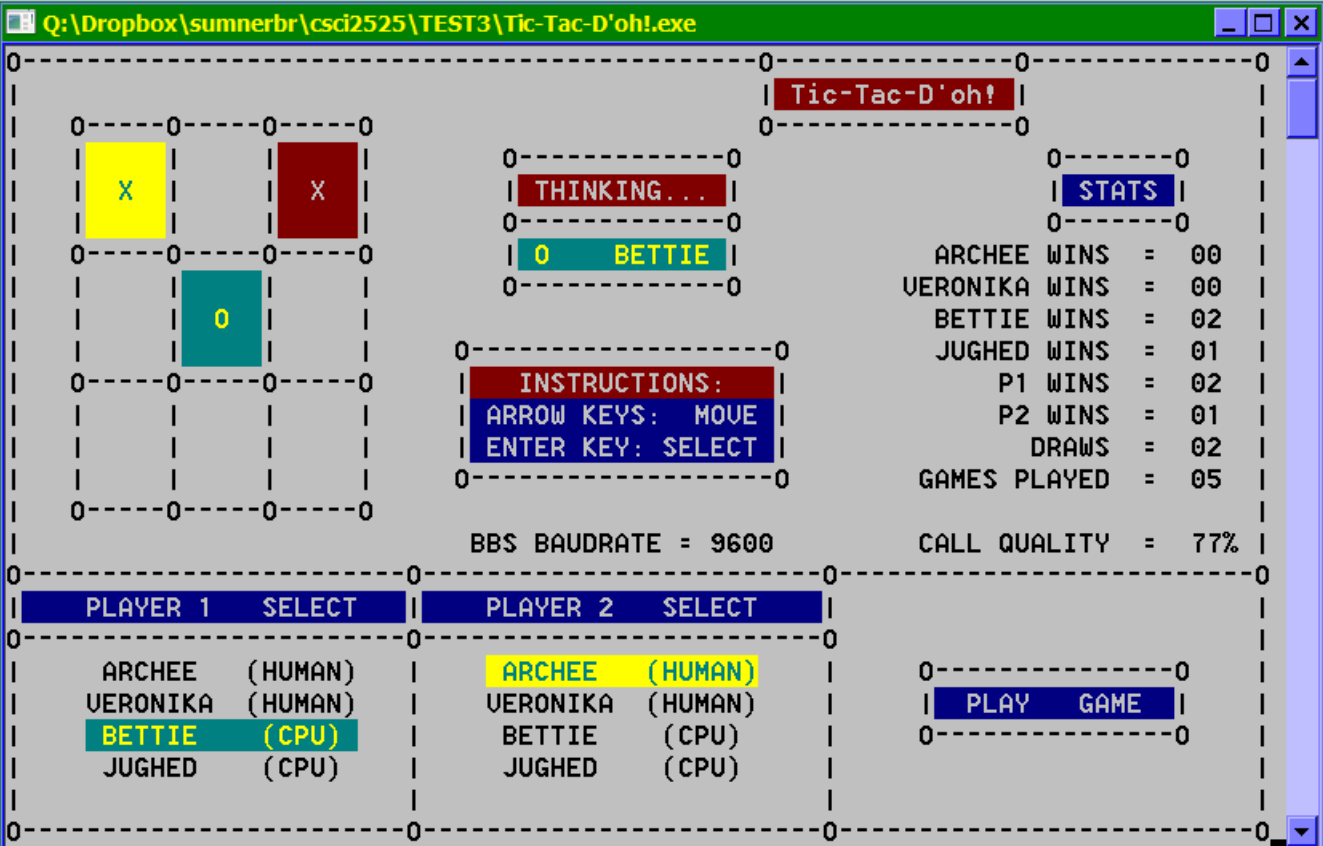 Q:\Dropbox\sumnerbr\csci2525\TEST3\Tic-Tac-D'oh!.exe
Tic-Tac-D'oh!
X X
O
THINKING...
O BETTIE
INSTRUCTIONS:
ARROW KEYS: MOVE
ENTER KEY: SELECT
BBS BAUDRATE = 9600
STATS
ARCHEE WINS = 00
VERONIKA WINS = 00
BETTIE WINS = 02
JUGHED WINS = 01
P1 WINS = 02
P2 WINS = 01
DRAWS = 02
GAMES PLAYED = 05
CALL QUALITY = 77%
PLAYER 1 SELECT
ARCHEE (HUMAN)
VERONIKA (HUMAN)
BETTIE (CPU)
JUGHED (CPU)
PLAYER 2 SELECT
ARCHEE (HUMAN)
VERONIKA (HUMAN)
BETTIE (CPU)
JUGHED (CPU)
PLAY GAME